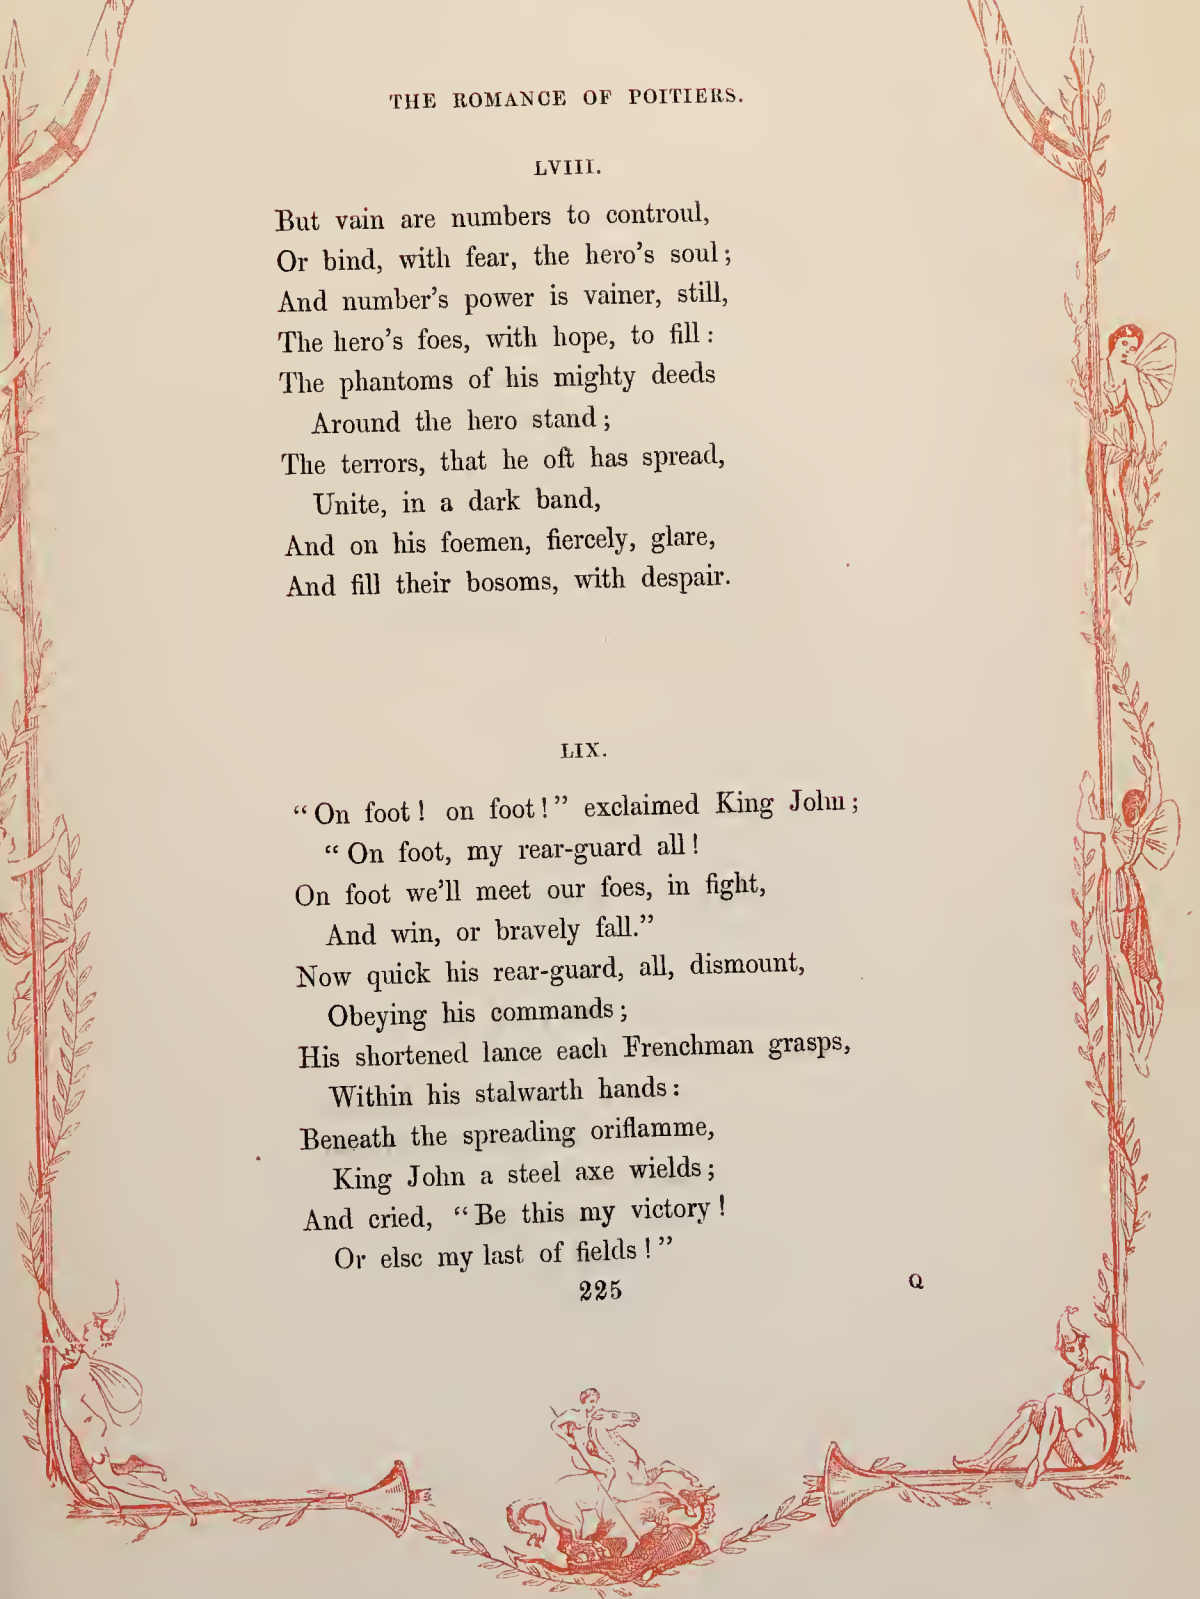 THE ROMANCE OF POITIERS.
LVIII.
But vain are numbers to controul,
Or bind, with fear, the hero's soul;
And number's power is vainer, still,
The hero's foes, with hope, to fill:
The phantoms of his mighty deeds
Around the hero stand;
The terrors, that he oft has spread,
Unite, in a dark band,
And on his foemen, fiercely, glare,
And fill their bosoms, with despair.
LIX.
"On foot! on foot!" exclaimed King John;
"On foot, my rear-guard all!
On foot we'll meet our foes, in fight,
And win, or bravely fall."
Now quick his rear-guard, all, dismount,
Obeying his commands;
His shortened lance each Frenchman grasps,
Within his stalwarth hands:
Beneath the spreading oriflamme,
King John a steel axe wields;
And cried, "Be this my victory!
Or else my last of fields!"
225 Q